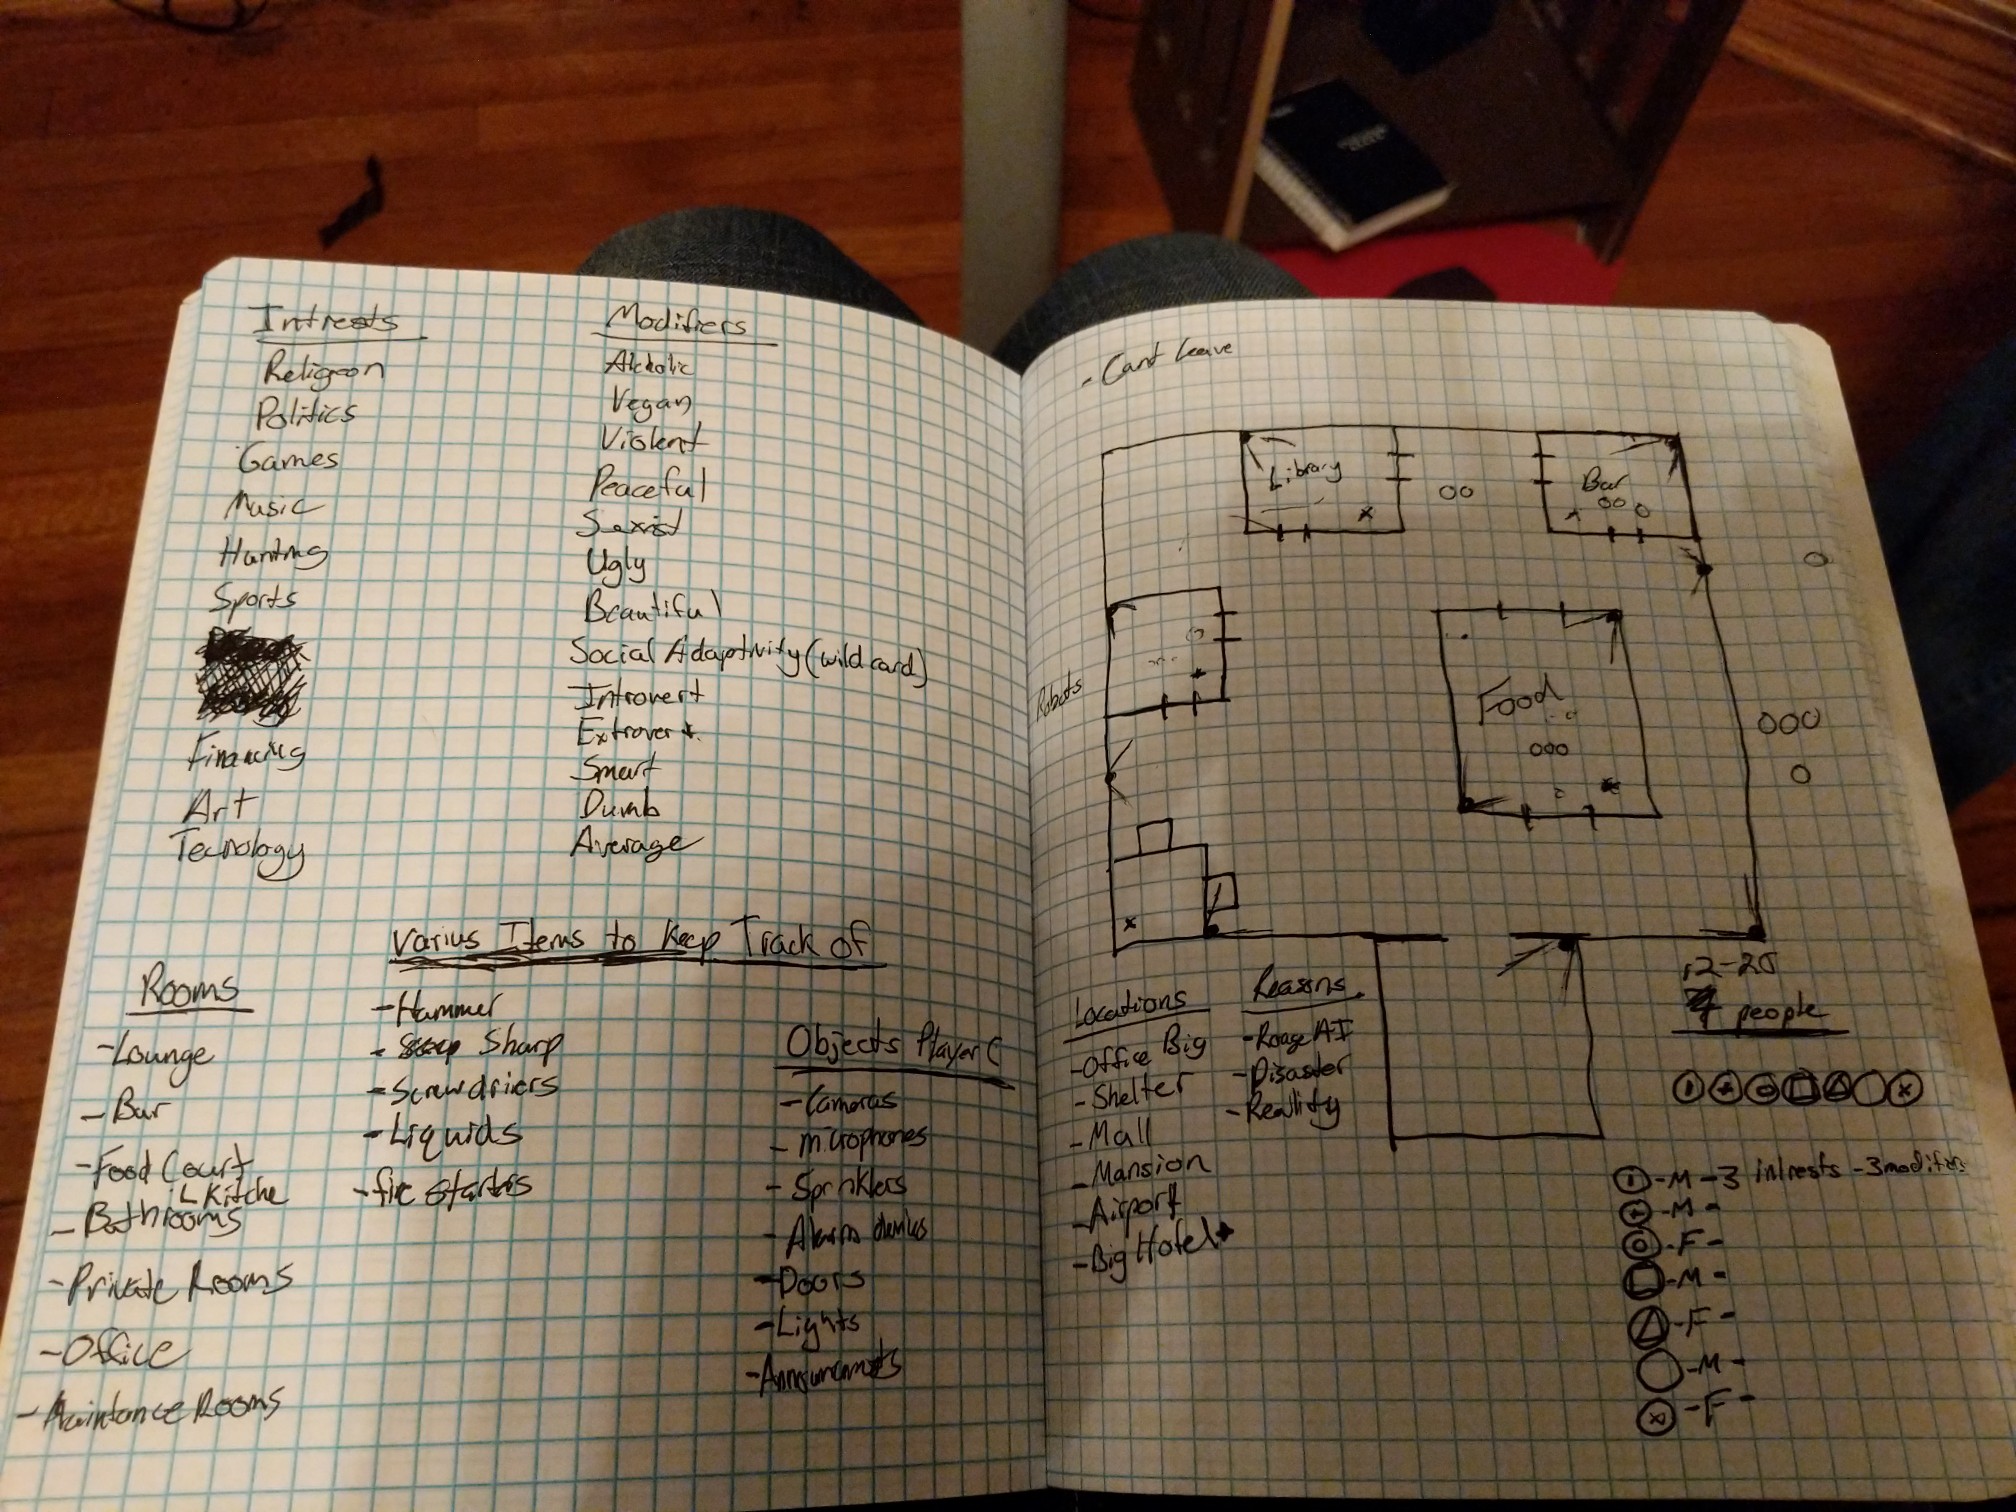 Intrests
Religoon
Politics
Games
Music
Hunting
Sports
Financing
Art
Tecnology
Modifiers
Alcholic
Vegan
Violent
Peaceful
Sexist
Ugly
Beautiful
Social Adaptivity (wild card)
Introvert
Extrovert
Smart
Dumb
Average
Varius Items to Keep Track of
Rooms
-Lounge
-Bar
-Food Court
Kitche
-Bathrooms
-Private Rooms
-Office
-Maintance Rooms
-Hammer
- Sharp
-Screwdriers
-Liquids
-fire starters
Objects Player C
-Cameras
-microphones
-Sprinklers
-Alarm
-Doors
-Lights
-Announcments
- Cant Leave
Library
Bar
Robots
Food
12-20
people
Locations
-Office Big
-Shelter
-Mall
-Mansion
-Airport
-Big Hotel
Reasons
-Roage AI
-Disaster
-Reality
-M-3 intrests -3 modifiers
-M-
-F-
-M-
-F-
-M-
-F-